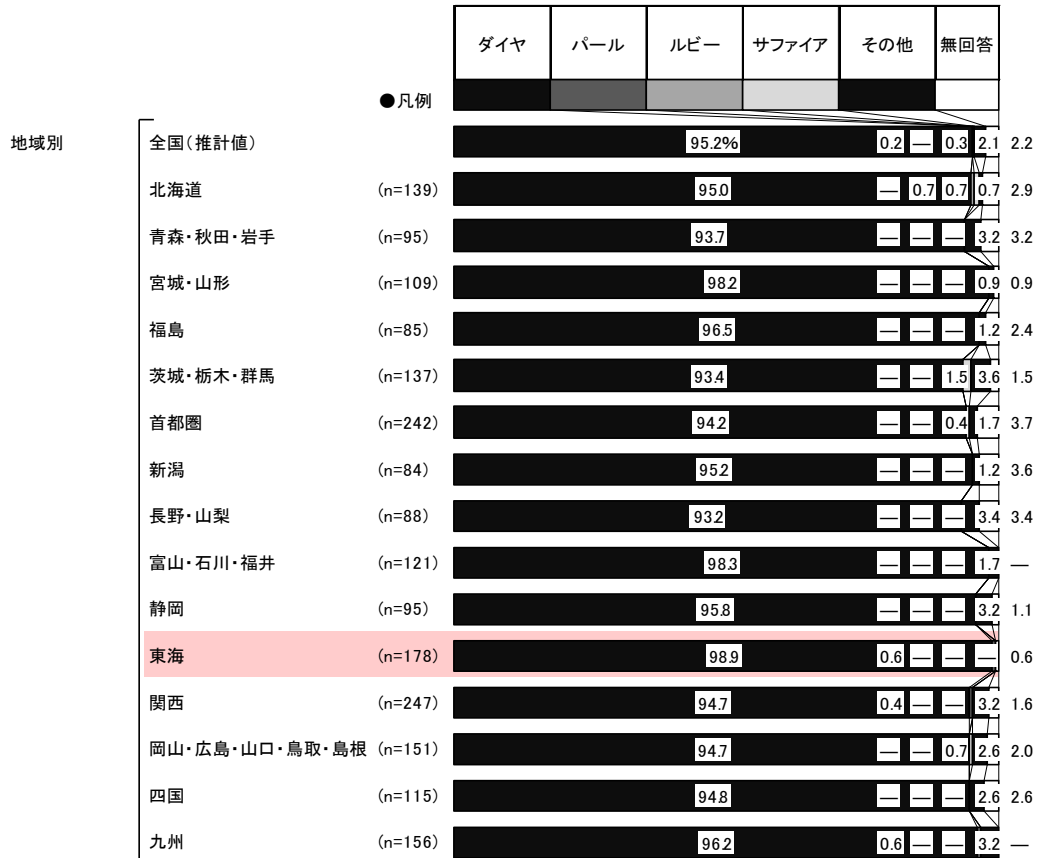 ダイヤ パール ルビー サファイア その他 無回答
●凡例
地域別 全国(推計値) 95.2% 0.2 — 0.3 2.1 2.2
北海道 (n=139) 95.0 — 0.7 0.7 0.7 2.9
青森・秋田・岩手 (n=95) 93.7 — — — 3.2 3.2
宮城・山形 (n=109) 98.2 — — — 0.9 0.9
福島 (n=85) 96.5 — — — 1.2 2.4
茨城・栃木・群馬 (n=137) 93.4 — — 1.5 3.6 1.5
首都圏 (n=242) 94.2 — — 0.4 1.7 3.7
新潟 (n=84) 95.2 — — — 1.2 3.6
長野・山梨 (n=88) 93.2 — — — 3.4 3.4
富山・石川・福井 (n=121) 98.3 — — — 1.7 —
静岡 (n=95) 95.8 — — — 3.2 1.1
東海 (n=178) 98.9 0.6 — — — 0.6
関西 (n=247) 94.7 0.4 — — 3.2 1.6
岡山・広島・山口・鳥取・島根 (n=151) 94.7 — — 0.7 2.6 2.0
四国 (n=115) 94.8 — — — 2.6 2.6
九州 (n=156) 96.2 0.6 — — 3.2 —